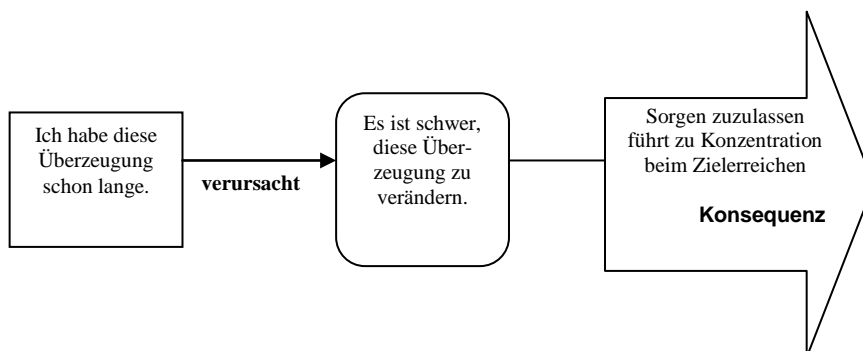 Ich habe diese
Überzeugung
schon lange.
verursacht
Es ist schwer,
diese Über-
zeugung zu
verändern.
Sorgen zuzulassen
führt zu Konzentration
beim Zielerreichen
Konsequenz